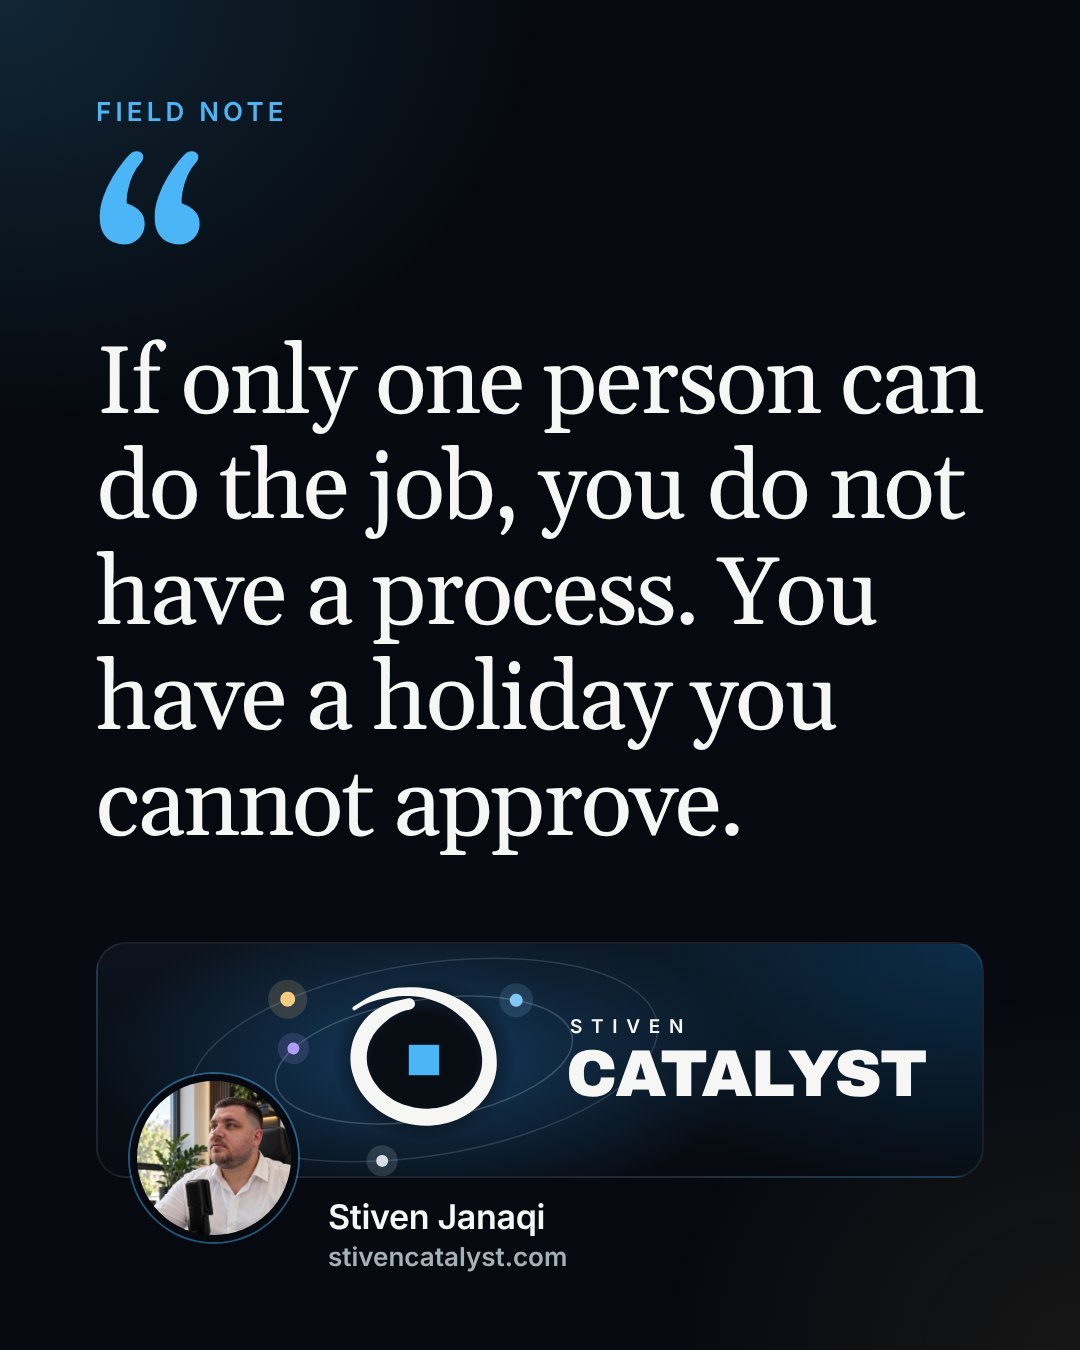 FIELD NOTE
“
If only one person can
do the job, you do not
have a process. You
have a holiday you
cannot approve.
STIVEN
CATALYST
Stiven Janaqi
stivencatalyst.com